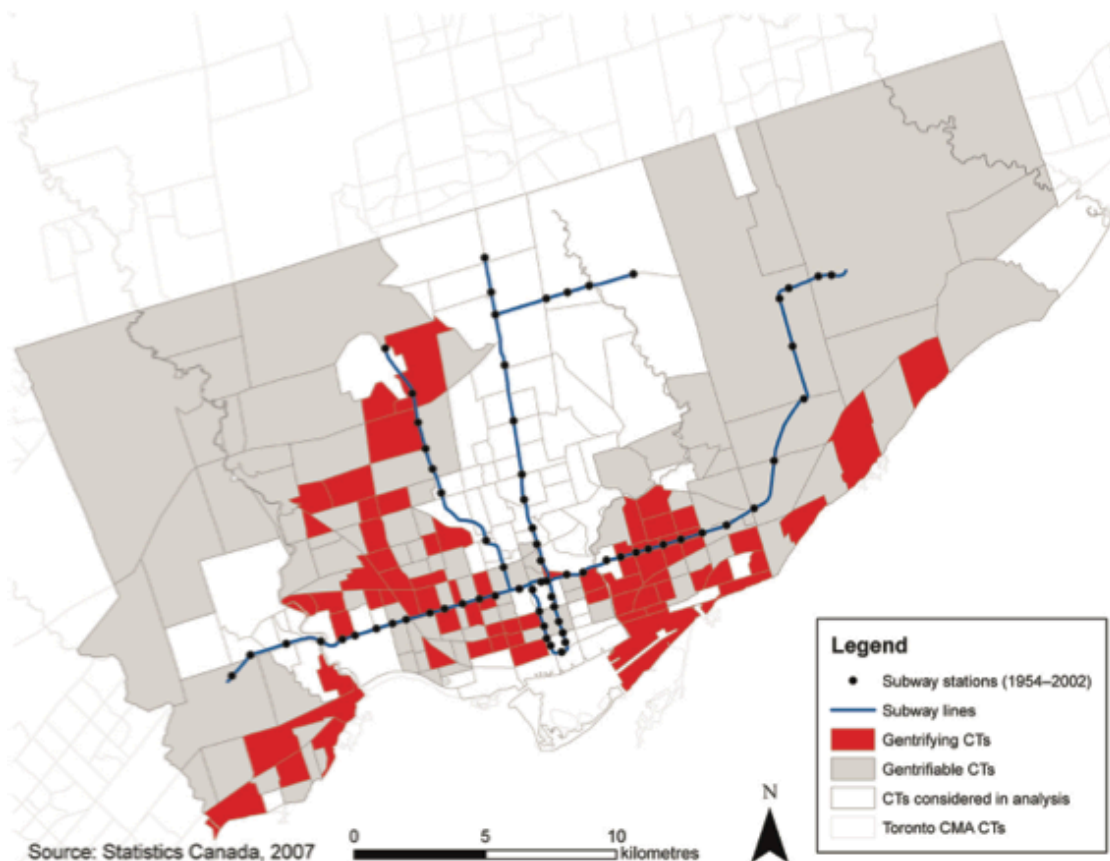 Legend
Subway stations (1954–2002)
Subway lines
Gentrifying CTs
Gentrifiable CTs
CTs considered in analysis
Toronto CMA CTs
N
0 5 10
kilometres
Source: Statistics Canada, 2007